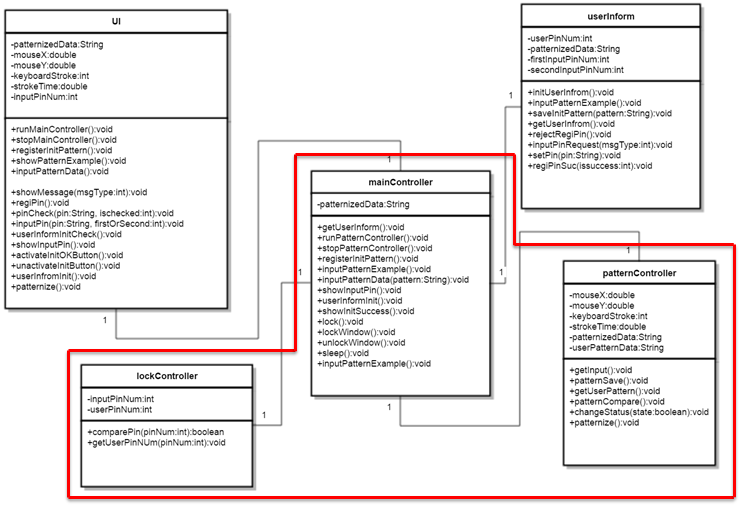 UI
-patternizedData:String
-mouseX:double
-mouseY:double
-keyboardStroke:int
-strokeTime:double
-inputPinNum:int
+runMainController():void
+stopMainController():void
+registerInitPattern():void
+showPatternExample():void
+inputPatternData():void
+showMessage(msgType:int):void
+regiPin():void
+pinCheck(pin:String, ischecked:int):void
+inputPin(pin:String, firstOrSecond:int):void
+userInformInitCheck():void
+showInputPin():void
+activateInitOKButton():void
+unactivateInitButton():void
+userInfromInit():void
+patternize():void
1
userInform
-userPinNum:int
-patternizedData:String
-firstInputPinNum:int
-secondInputPinNum:int
+initUserInfrom():void
+inputPatternExample():void
+saveInitPattern(pattern:String):void
+getUserInfrom():void
+rejectRegiPin():void
+inputPinRequest(msgType:int):void
+setPin(pin:String):void
+regiPinSuc(issuccess:int):void
1
1
mainController
-patternizedData:String
+getUserInform():void
+runPatternController():void
+stopPatternController():void
+registerInitPattern():void
+inputPatternExample():void
+inputPatternData(pattern:String):void
+showInputPin():void
+userInformInit():void
+showInitSuccess():void
+lock():void
+lockWindow():void
+unlockWindow():void
+sleep():void
+inputPatternExample():void
1
1
1
1
patternController
-mouseX:double
-mouseY:double
-keyboardStroke:int
-strokeTime:double
-patternizedData:String
-userPatternData:String
+getInput():void
+patternSave():void
+getUserPattern():void
+patternCompare():void
+changeStatus(state:boolean):void
+patternize():void
lockController
-inputPinNum:int
-userPinNum:int
+comparePin(pinNum:int):boolean
+getUserPinNUm(pinNum:int):void
1